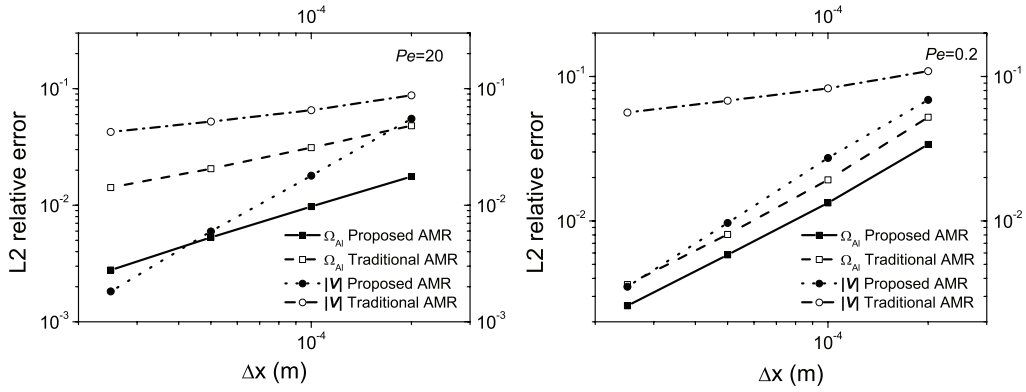 10⁻⁴
Pe=20
10⁻¹
10⁻²
10⁻³
10⁻¹
10⁻²
10⁻³
L2 relative error
Ω_Al Proposed AMR
Ω_Al Traditional AMR
|V| Proposed AMR
|V| Traditional AMR
10⁻⁴
Δx (m)
10⁻⁴
Pe=0.2
10⁻¹
10⁻²
10⁻¹
10⁻²
L2 relative error
Ω_Al Proposed AMR
Ω_Al Traditional AMR
|V| Proposed AMR
|V| Traditional AMR
10⁻⁴
Δx (m)